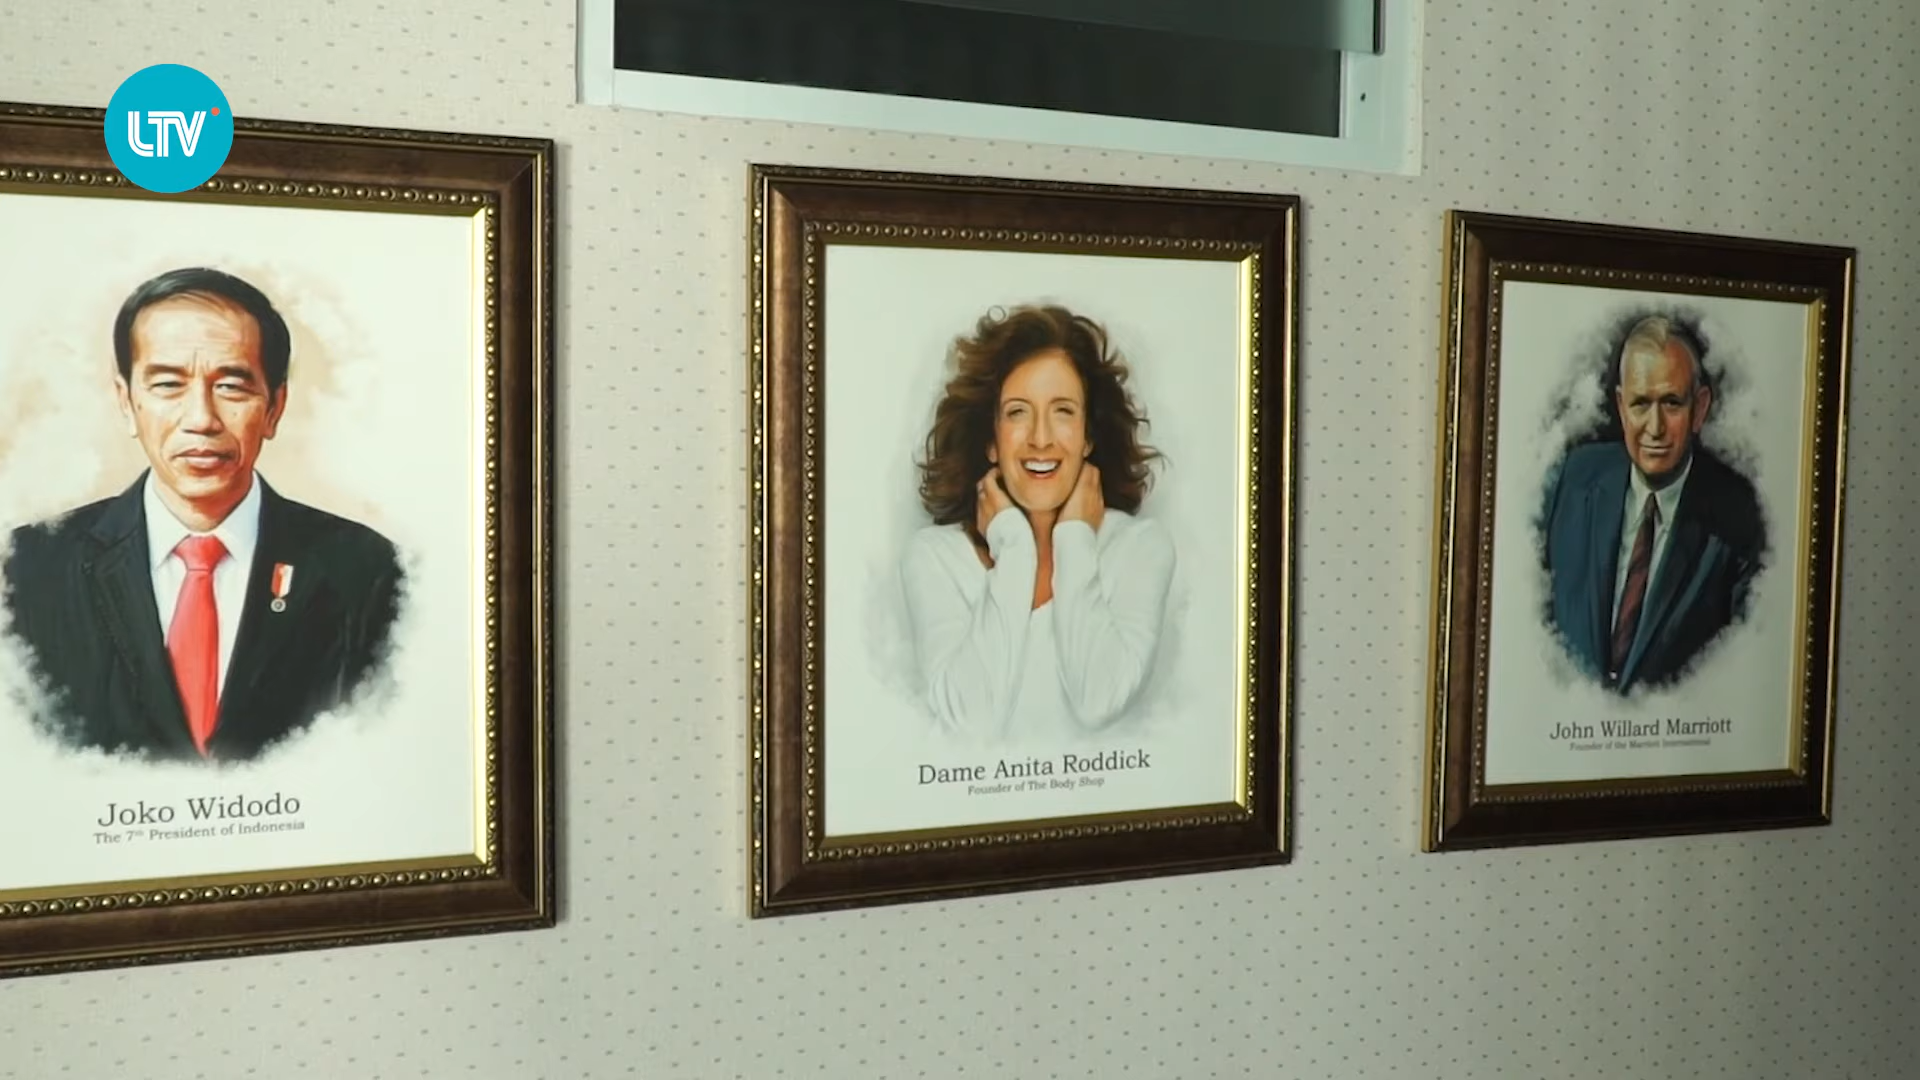 LTV
Joko Widodo
The 7th President of Indonesia
Dame Anita Roddick
Founder of The Body Shop
John Willard Marriott
Founder of the Marriott International